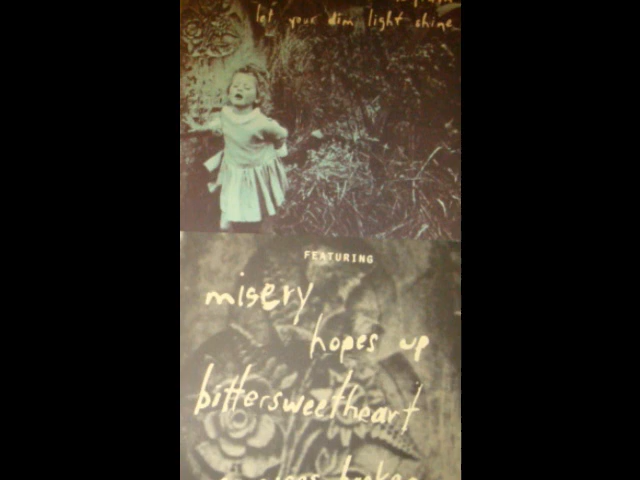 let your dim light shine
FEATURING
misery
hopes up
bittersweetheart